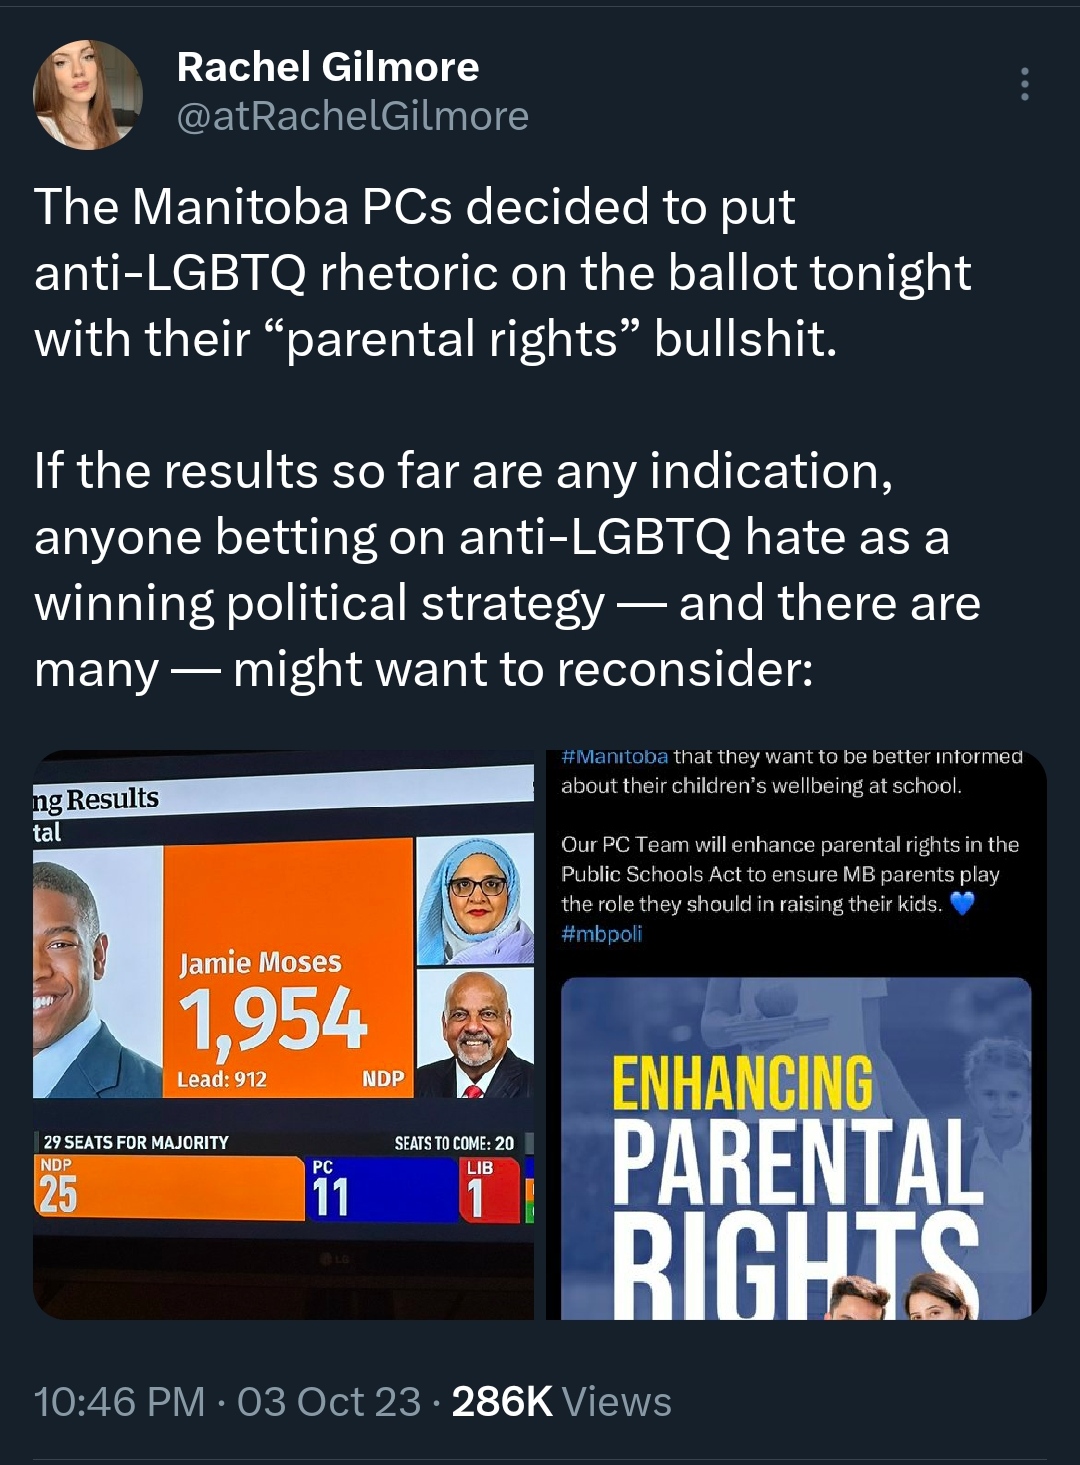 Rachel Gilmore
@atRachelGilmore
The Manitoba PCs decided to put
anti-LGBTQ rhetoric on the ballot tonight
with their “parental rights” bullshit.
If the results so far are any indication,
anyone betting on anti-LGBTQ hate as a
winning political strategy — and there are
many — might want to reconsider:
ng Results
tal
Jamie Moses
1,954
Lead: 912 NDP
29 SEATS FOR MAJORITY SEATS TO COME: 20
NDP PC LIB
25 11 1
LG
#Manitoba that they want to be better informed
about their children’s wellbeing at school.
Our PC Team will enhance parental rights in the
Public Schools Act to ensure MB parents play
the role they should in raising their kids. 💙
#mbpoli
ENHANCING
PARENTAL
RIGHTS
10:46 PM · 03 Oct 23 · 286K Views